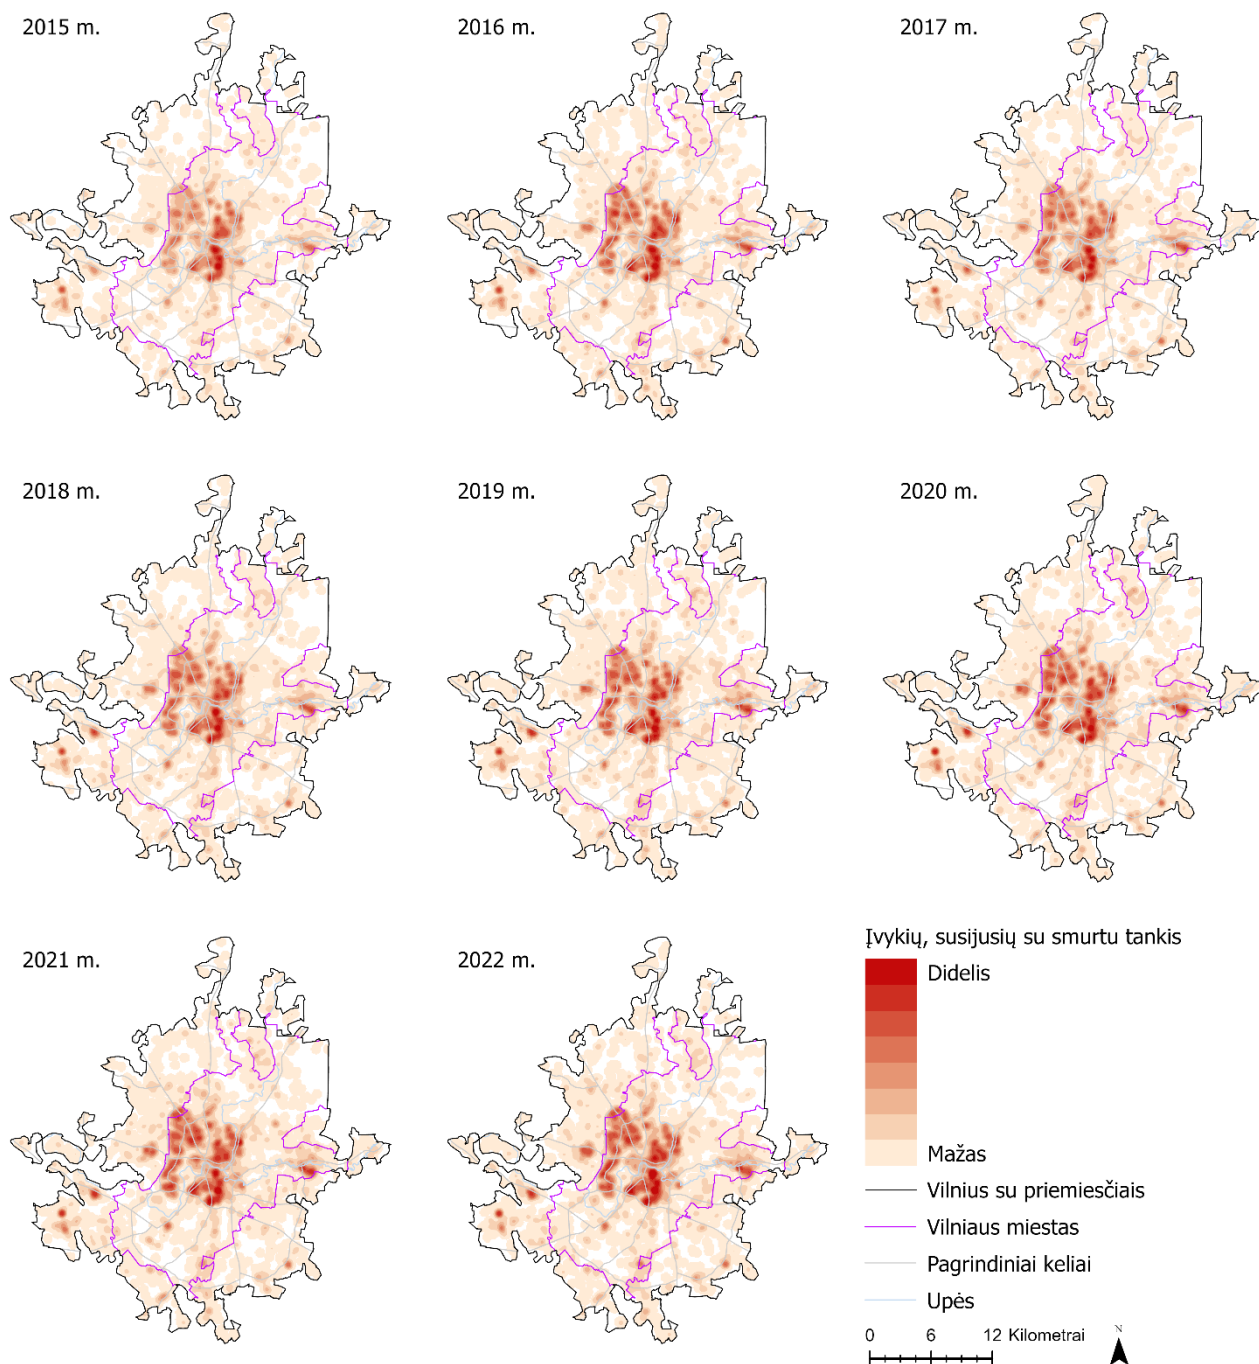 2015 m.
2016 m.
2017 m.
2018 m.
2019 m.
2020 m.
2021 m.
2022 m.
Įvykių, susijusių su smurtu tankis
Didelis
Mažas
Vilnius su priemiesčiais
Vilniaus miestas
Pagrindiniai keliai
Upės
0 6 12 Kilometrai
N